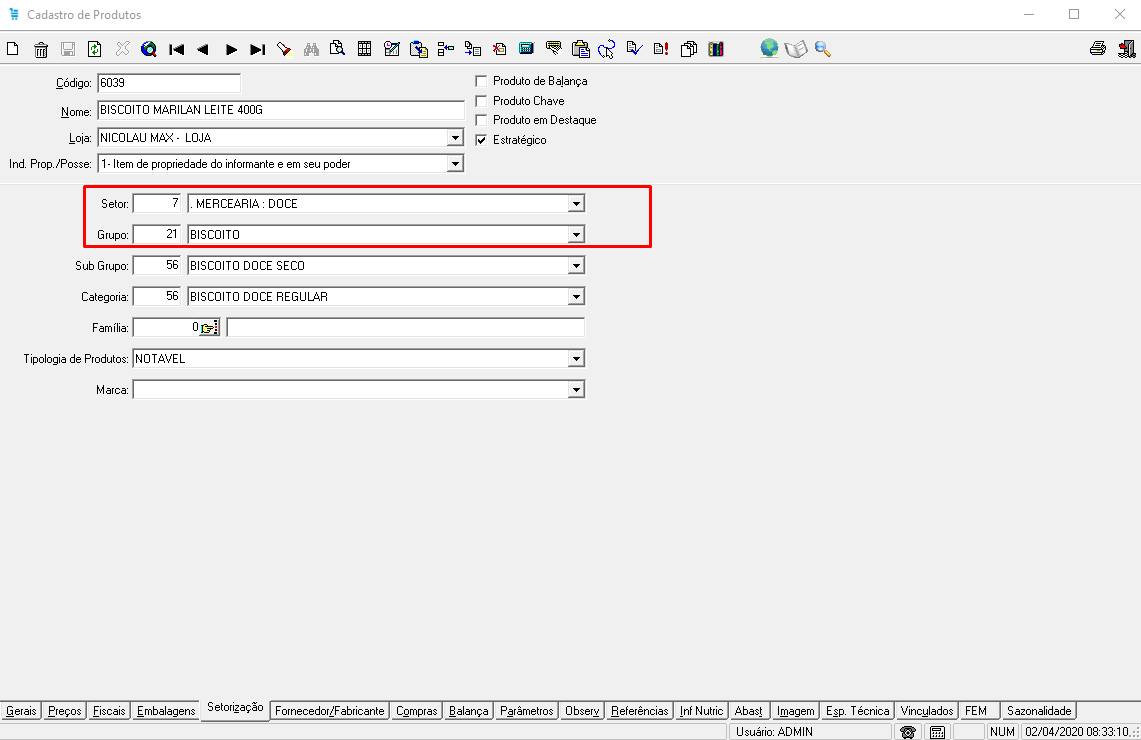 Cadastro de Produtos
Código: 6039
Nome: BISCOITO MARILAN LEITE 400G
Loja: NICOLAU MAX - LOJA
Ind. Prop./Posse: 1- Item de propriedade do informante e em seu poder
Produto de Balança
Produto Chave
Produto em Destaque
Estratégico
Setor: 7 . MERCEARIA : DOCE
Grupo: 21 BISCOITO
Sub Grupo: 56 BISCOITO DOCE SECO
Categoria: 56 BISCOITO DOCE REGULAR
Família: 0
Tipologia de Produtos: NOTAVEL
Marca:
Gerais Preços Fiscais Embalagens Setorização Fornecedor/Fabricante Compras Balança Parâmetros Observ Referências Inf Nutric Abast Imagem Esp. Técnica Vinculados FEM Sazonalidade
Usuário: ADMIN NUM 02/04/2020 08:33:10